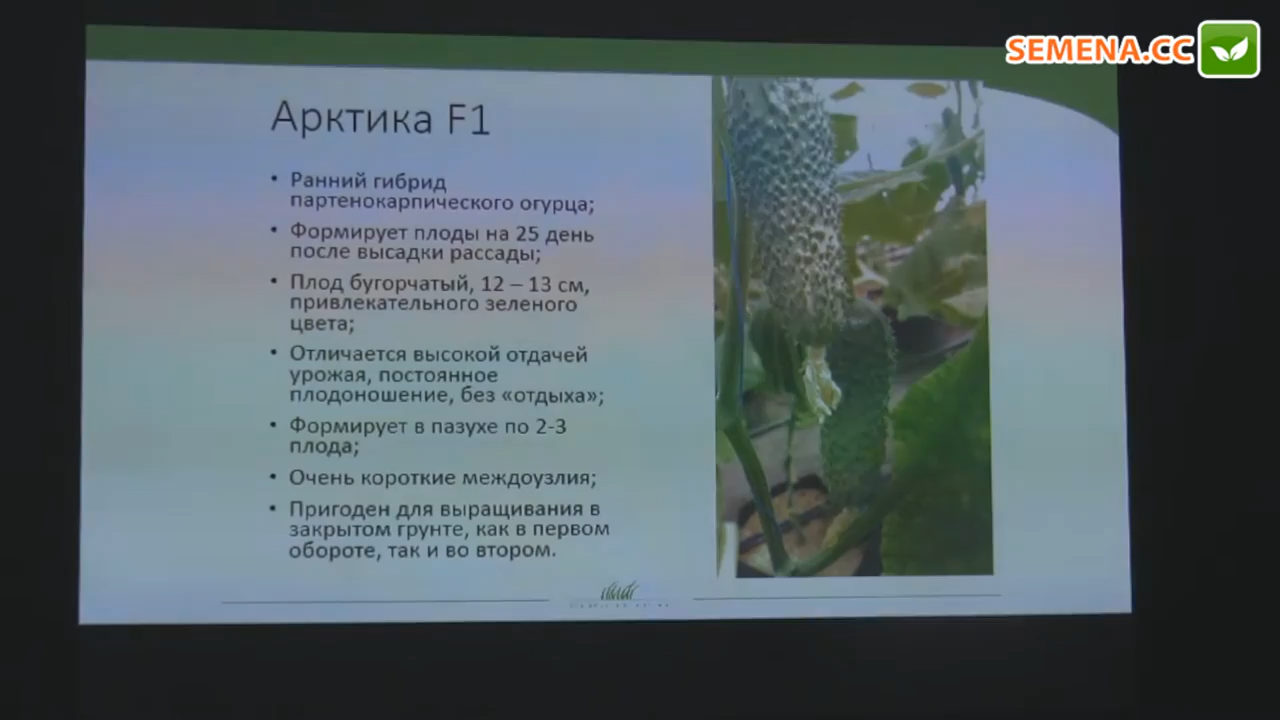 SEMENA.CC
Арктика F1
• Ранний гибрид
партенокарпического огурца;
• Формирует плоды на 25 день
после высадки рассады;
• Плод бугорчатый, 12 – 13 см,
привлекательного зеленого
цвета;
• Отличается высокой отдачей
урожая, постоянное
плодоношение, без «отдыха»;
• Формирует в пазухе по 2-3
плода;
• Очень короткие междоузлия;
• Пригоден для выращивания в
закрытом грунте, как в первом
обороте, так и во втором.